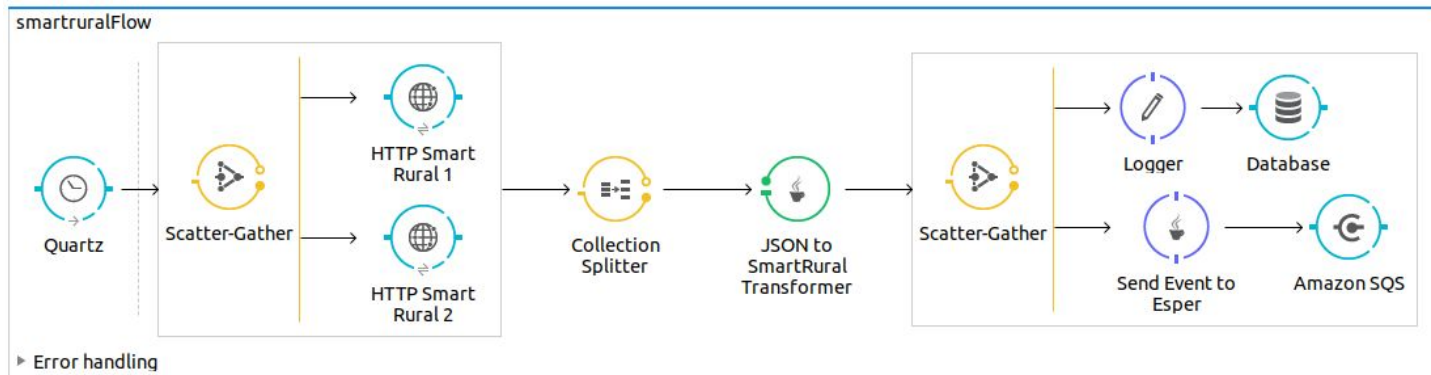 smartruralFlow
Quartz
Scatter-Gather
HTTP Smart
Rural 1
HTTP Smart
Rural 2
Collection
Splitter
JSON to
SmartRural
Transformer
Scatter-Gather
Logger
Database
Send Event to
Esper
Amazon SQS
Error handling